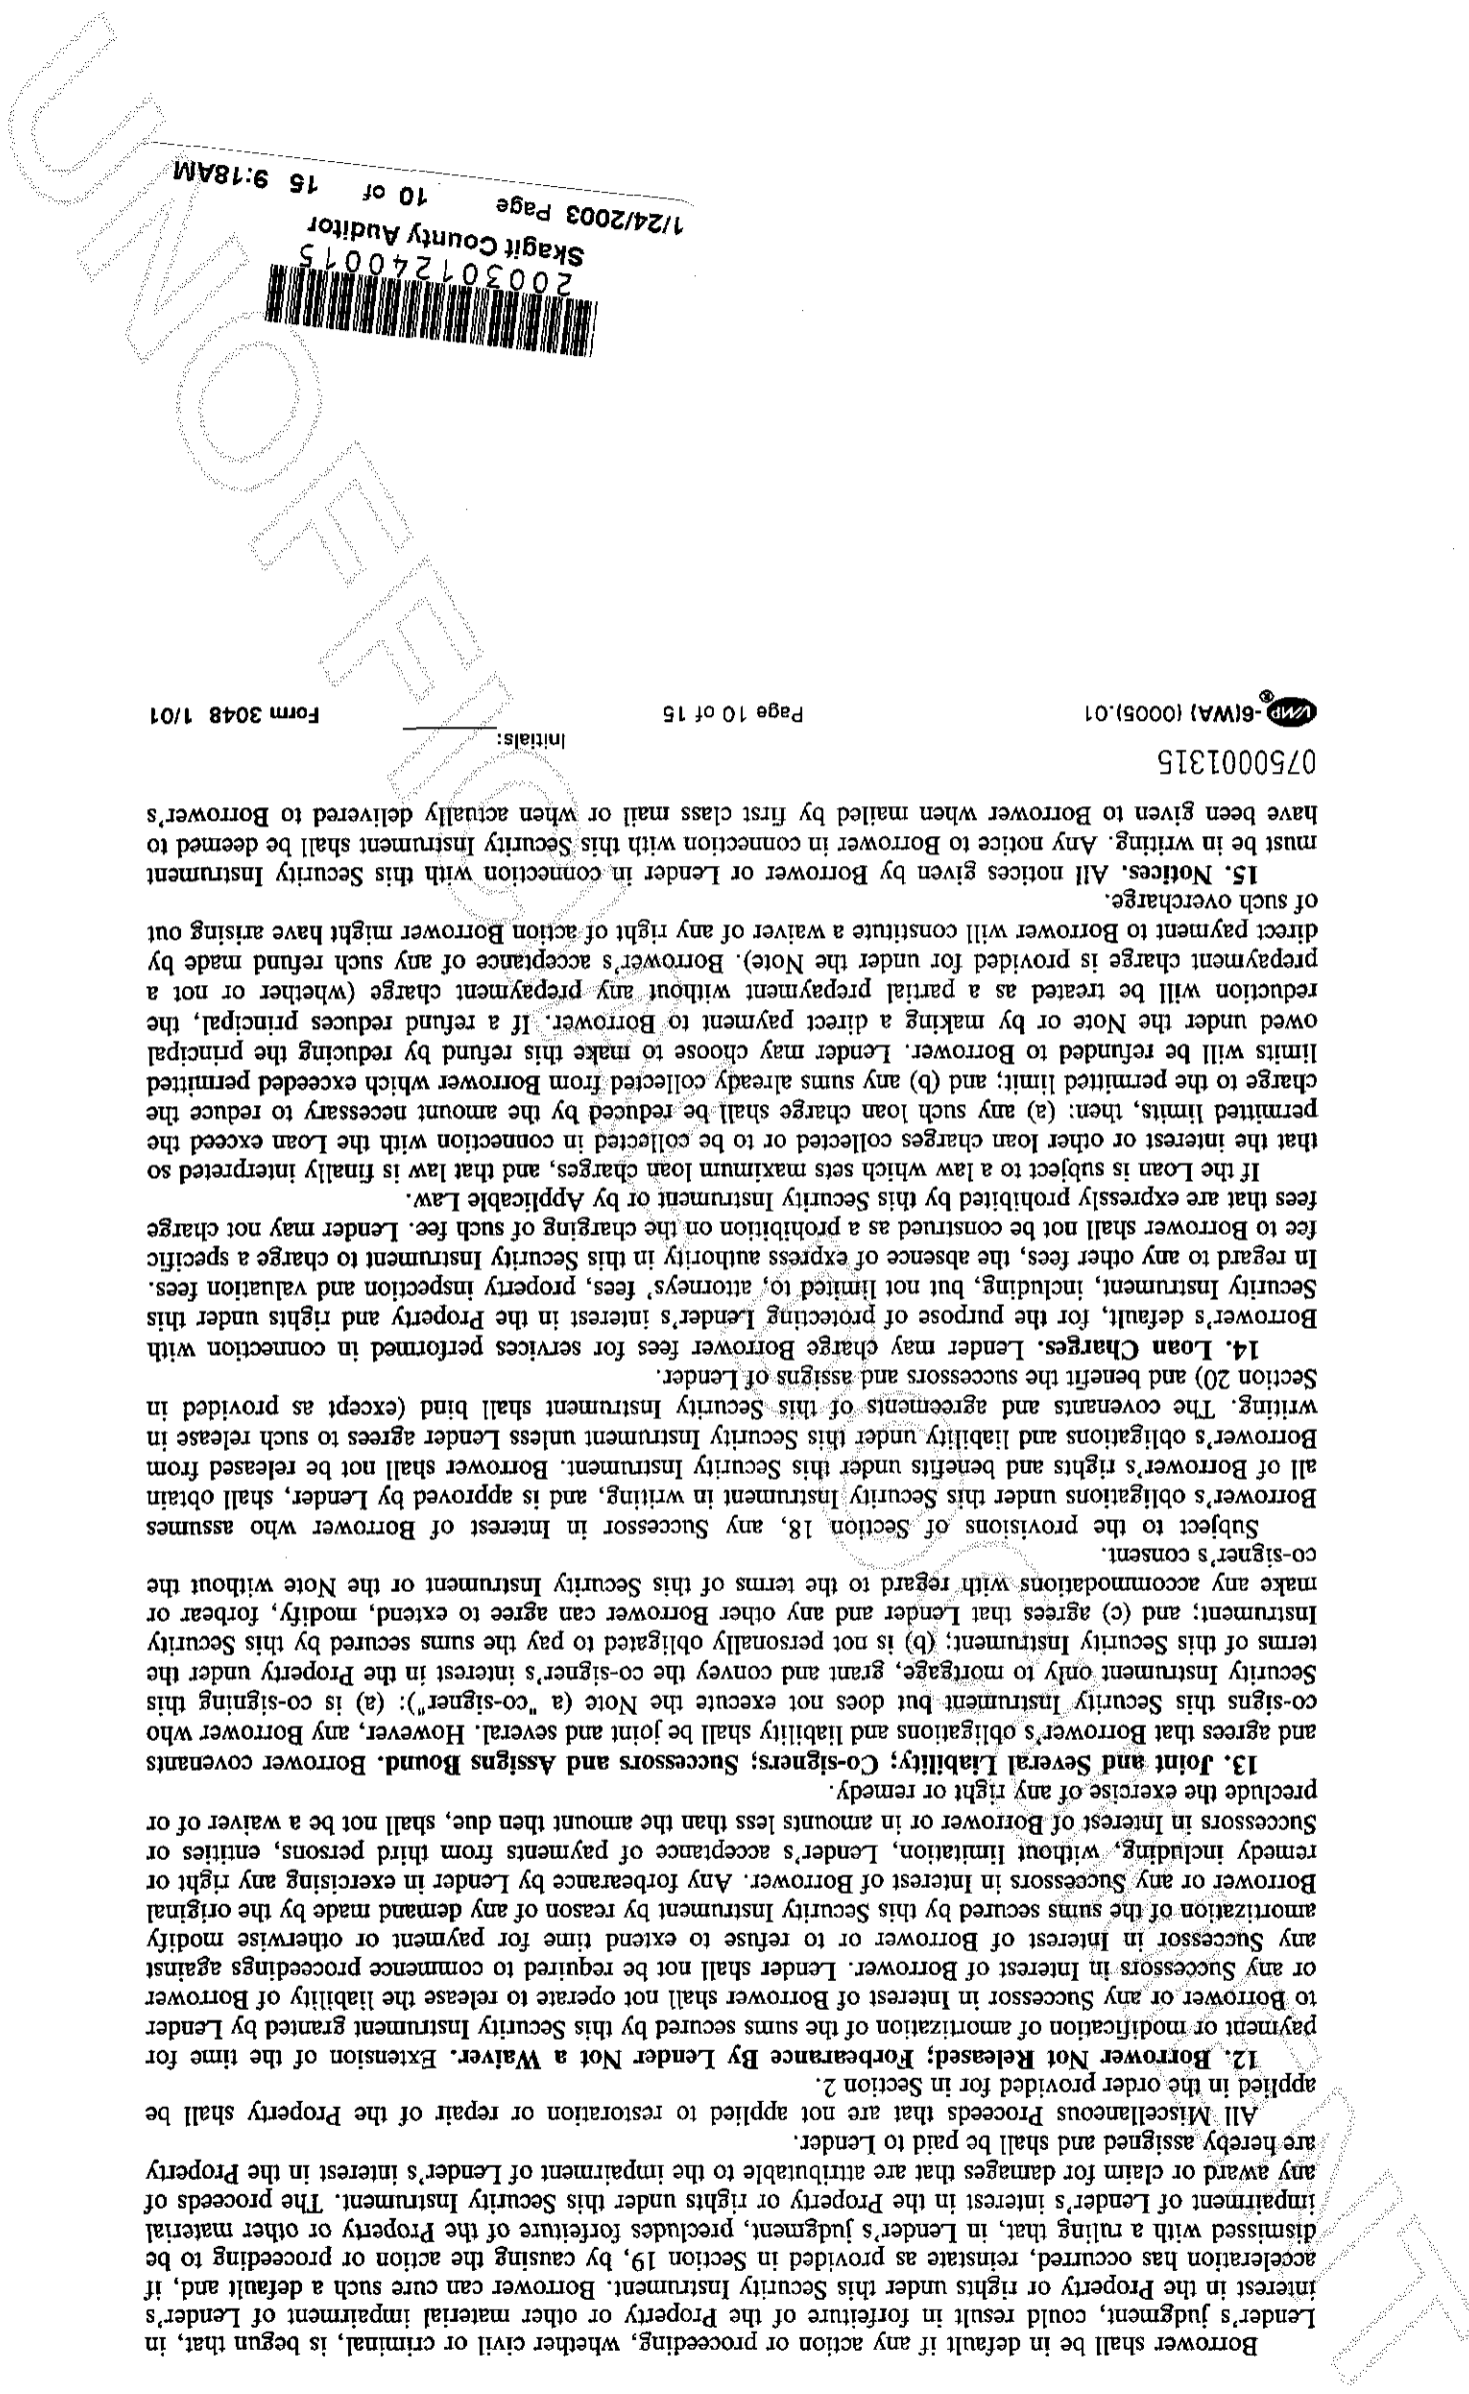 Borrower shall be in default if any action or proceeding, whether civil or criminal, is begun that, in
Lender's judgment, could result in forfeiture of the Property or other material impairment of Lender's
interest in the Property or rights under this Security Instrument. Borrower can cure such a default and, if
acceleration has occurred, reinstate as provided in Section 19, by causing the action or proceeding to be
dismissed with a ruling that, in Lender's judgment, precludes forfeiture of the Property or other material
impairment of Lender's interest in the Property or rights under this Security Instrument. The proceeds of
any award or claim for damages that are attributable to the impairment of Lender's interest in the Property
are hereby assigned and shall be paid to Lender.
All Miscellaneous Proceeds that are not applied to restoration or repair of the Property shall be
applied in the order provided for in Section 2.
12. Borrower Not Released; Forbearance By Lender Not a Waiver. Extension of the time for
payment or modification of amortization of the sums secured by this Security Instrument granted by Lender
to Borrower or any Successor in Interest of Borrower shall not operate to release the liability of Borrower
or any Successors in Interest of Borrower. Lender shall not be required to commence proceedings against
any Successor in Interest of Borrower or to refuse to extend time for payment or otherwise modify
amortization of the sums secured by this Security Instrument by reason of any demand made by the original
Borrower or any Successors in Interest of Borrower. Any forbearance by Lender in exercising any right or
remedy including, without limitation, Lender's acceptance of payments from third persons, entities or
Successors in Interest of Borrower or in amounts less than the amount then due, shall not be a waiver of or
preclude the exercise of any right or remedy.
13. Joint and Several Liability; Co-signers; Successors and Assigns Bound. Borrower covenants
and agrees that Borrower's obligations and liability shall be joint and several. However, any Borrower who
co-signs this Security Instrument but does not execute the Note (a "co-signer"): (a) is co-signing this
Security Instrument only to mortgage, grant and convey the co-signer's interest in the Property under the
terms of this Security Instrument; (b) is not personally obligated to pay the sums secured by this Security
Instrument; and (c) agrees that Lender and any other Borrower can agree to extend, modify, forbear or
make any accommodations with regard to the terms of this Security Instrument or the Note without the
co-signer's consent.
Subject to the provisions of Section 18, any Successor in Interest of Borrower who assumes
Borrower's obligations under this Security Instrument in writing, and is approved by Lender, shall obtain
all of Borrower's rights and benefits under this Security Instrument. Borrower shall not be released from
Borrower's obligations and liability under this Security Instrument unless Lender agrees to such release in
writing. The covenants and agreements of this Security Instrument shall bind (except as provided in
Section 20) and benefit the successors and assigns of Lender.
14. Loan Charges. Lender may charge Borrower fees for services performed in connection with
Borrower's default, for the purpose of protecting Lender's interest in the Property and rights under this
Security Instrument, including, but not limited to, attorneys' fees, property inspection and valuation fees.
In regard to any other fees, the absence of express authority in this Security Instrument to charge a specific
fee to Borrower shall not be construed as a prohibition on the charging of such fee. Lender may not charge
fees that are expressly prohibited by this Security Instrument or by Applicable Law.
If the Loan is subject to a law which sets maximum loan charges, and that law is finally interpreted so
that the interest or other loan charges collected or to be collected in connection with the Loan exceed the
permitted limits, then: (a) any such loan charge shall be reduced by the amount necessary to reduce the
charge to the permitted limit; and (b) any sums already collected from Borrower which exceeded permitted
limits will be refunded to Borrower. Lender may choose to make this refund by reducing the principal
owed under the Note or by making a direct payment to Borrower. If a refund reduces principal, the
reduction will be treated as a partial prepayment without any prepayment charge (whether or not a
prepayment charge is provided for under the Note). Borrower's acceptance of any such refund made by
direct payment to Borrower will constitute a waiver of any right of action Borrower might have arising out
of such overcharge.
15. Notices. All notices given by Borrower or Lender in connection with this Security Instrument
must be in writing. Any notice to Borrower in connection with this Security Instrument shall be deemed to
have been given to Borrower when mailed by first class mail or when actually delivered to Borrower's
0750001315
Initials:
VMP® -6(WA) (0005).01 Page 10 of 15 Form 3048 1/01
200301240015
Skagit County Auditor
1/24/2003 Page 10 of 15 9:18AM
UNOFFICIAL DOCUMENT